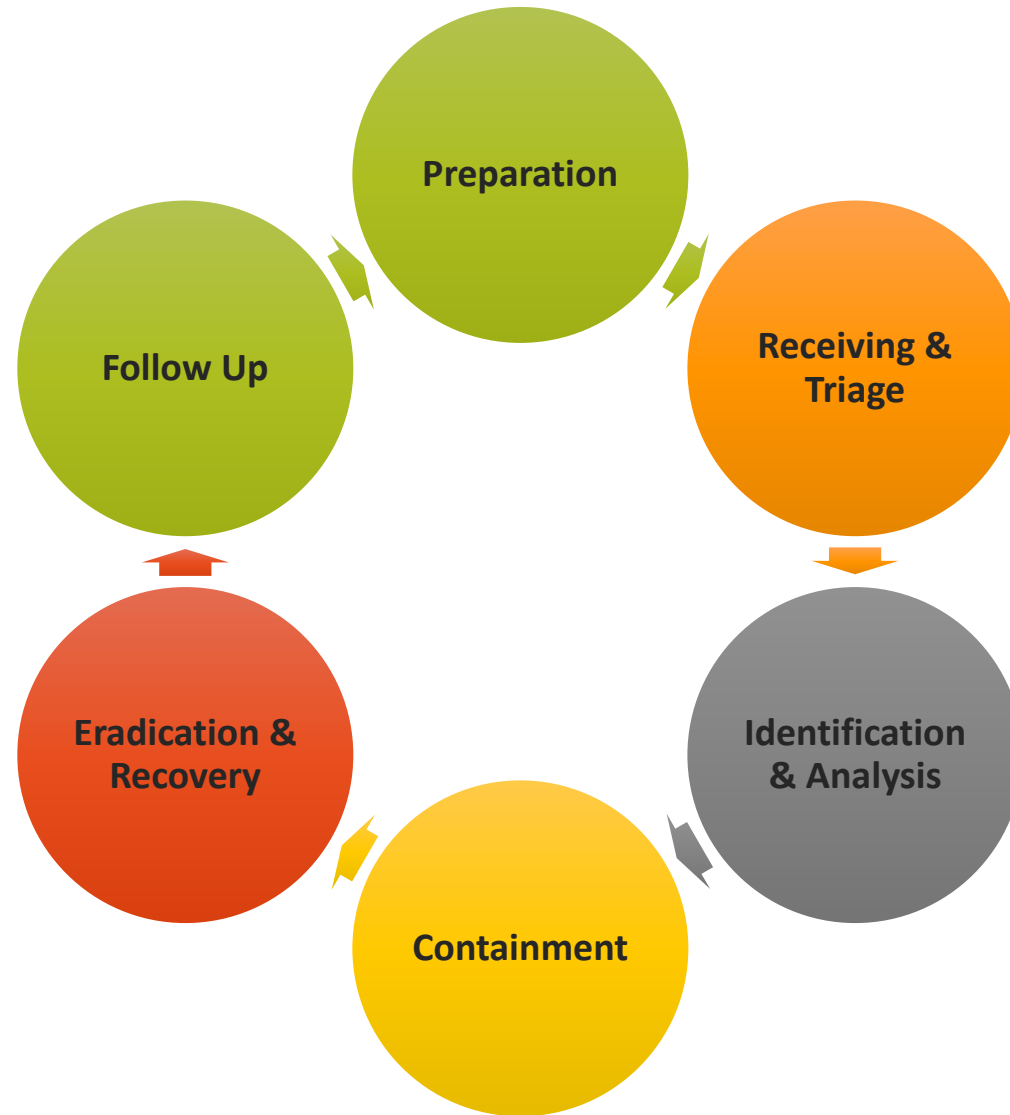 Preparation
Receiving &
Triage
Identification
& Analysis
Containment
Eradication &
Recovery
Follow Up